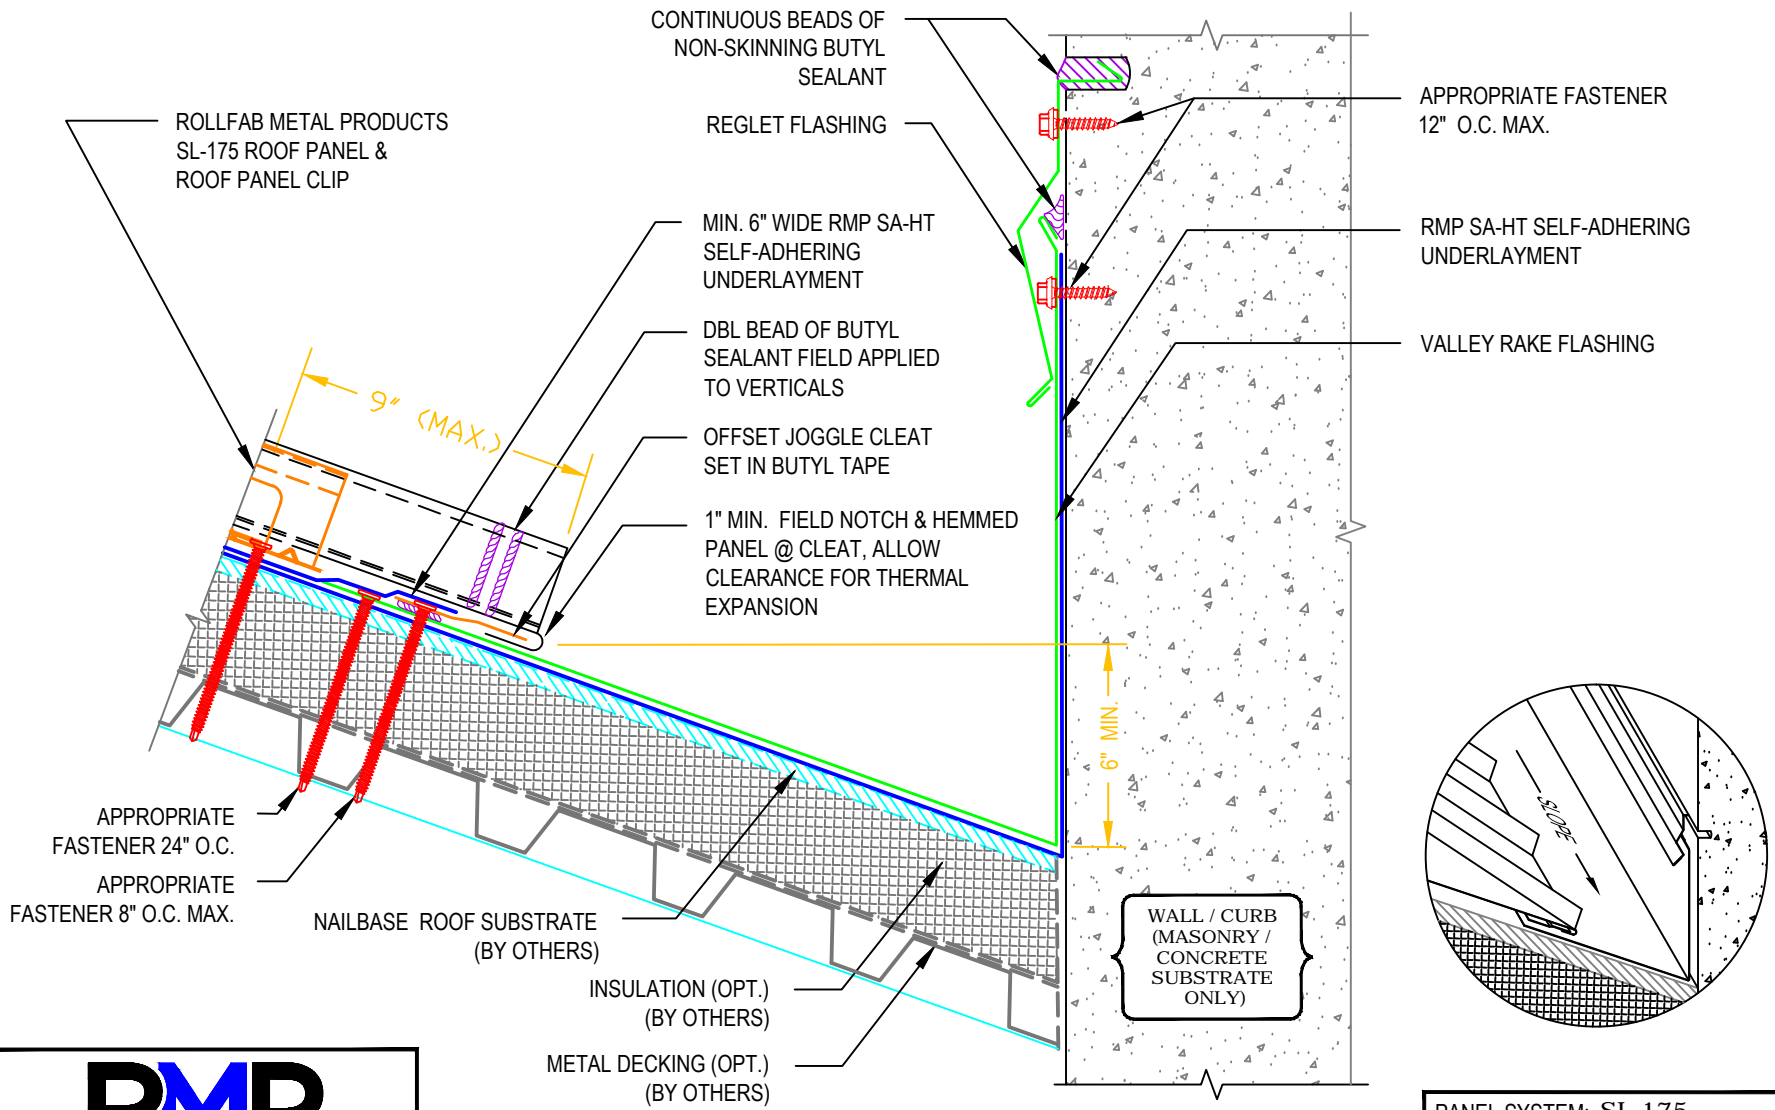 CONTINUOUS BEADS OF
NON-SKINNING BUTYL
SEALANT
ROLLFAB METAL PRODUCTS
SL-175 ROOF PANEL &
ROOF PANEL CLIP
REGLET FLASHING
APPROPRIATE FASTENER
12" O.C. MAX.
MIN. 6" WIDE RMP SA-HT
SELF-ADHERING
UNDERLAYMENT
RMP SA-HT SELF-ADHERING
UNDERLAYMENT
DBL BEAD OF BUTYL
SEALANT FIELD APPLIED
TO VERTICALS
VALLEY RAKE FLASHING
9" (MAX.)
OFFSET JOGGLE CLEAT
SET IN BUTYL TAPE
1" MIN. FIELD NOTCH & HEMMED
PANEL @ CLEAT, ALLOW
CLEARANCE FOR THERMAL
EXPANSION
6" MIN.
SLOPE
APPROPRIATE
FASTENER 24" O.C.
APPROPRIATE
FASTENER 8" O.C. MAX.
NAILBASE ROOF SUBSTRATE
(BY OTHERS)
WALL / CURB
(MASONRY /
CONCRETE
SUBSTRATE
ONLY)
INSULATION (OPT.)
(BY OTHERS)
METAL DECKING (OPT.)
(BY OTHERS)
RMP
PANEL SYSTEM: SL-175